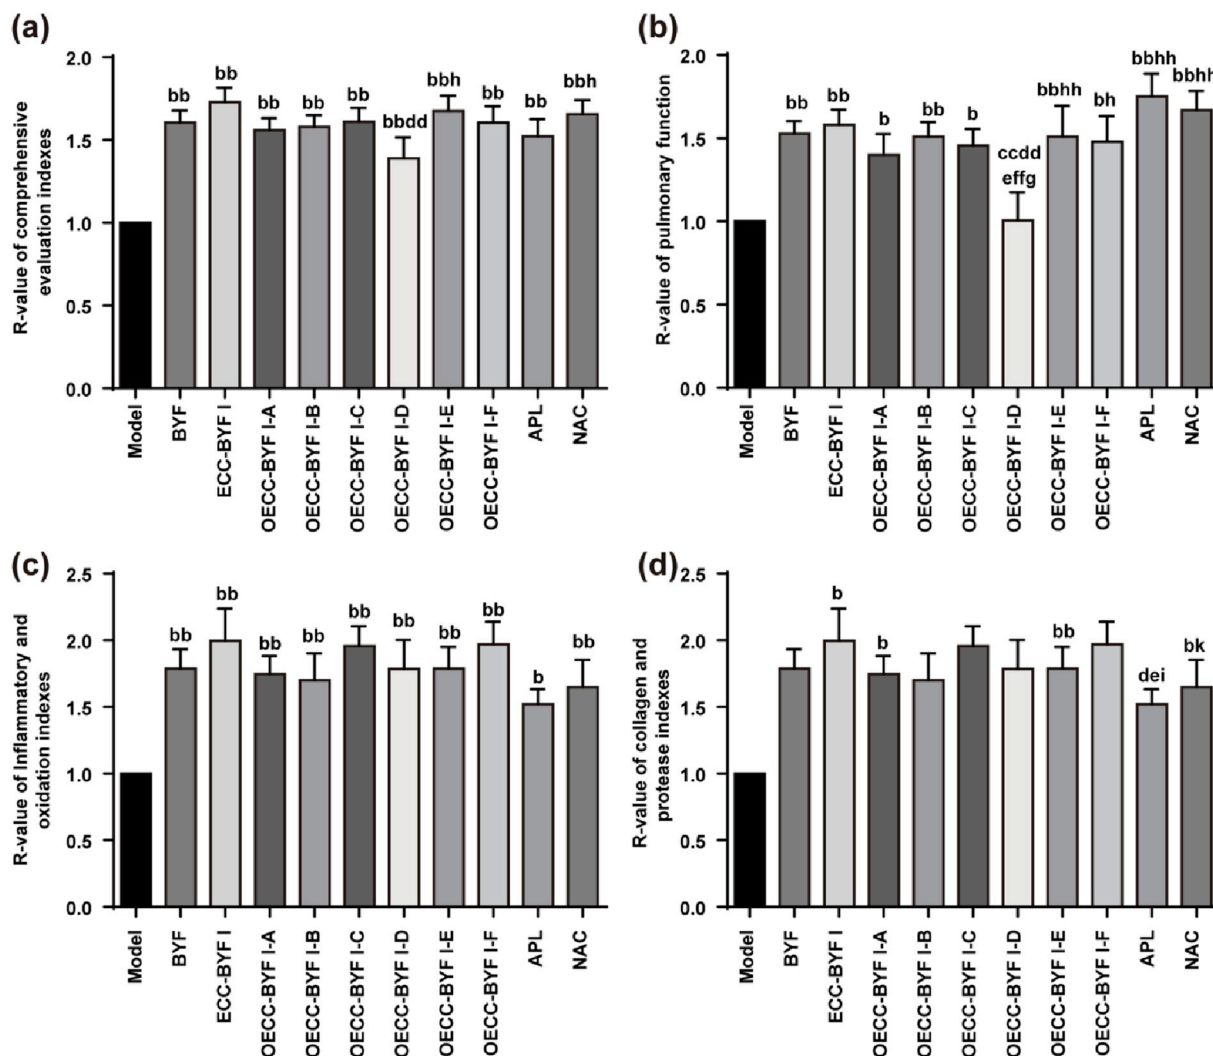 (a)
R-value of comprehensive
evaluation indexes
2.0
1.5
1.0
0.5
0.0
bb
bb
bb
bb
bb
bbdd
bbh
bb
bb
bbh
Model
BYF
ECC-BYF I
OECC-BYF I-A
OECC-BYF I-B
OECC-BYF I-C
OECC-BYF I-D
OECC-BYF I-E
OECC-BYF I-F
APL
NAC
(b)
R-value of pulmonary function
2.0
1.5
1.0
0.5
0.0
bb
bb
b
bb
b
ccdd
effg
bbhh
bh
bbhh
bbhh
Model
BYF
ECC-BYF I
OECC-BYF I-A
OECC-BYF I-B
OECC-BYF I-C
OECC-BYF I-D
OECC-BYF I-E
OECC-BYF I-F
APL
NAC
(c)
R-value of Inflammatory and
oxidation indexes
2.5
2.0
1.5
1.0
0.5
0.0
bb
bb
bb
bb
bb
bb
bb
bb
b
bb
Model
BYF
ECC-BYF I
OECC-BYF I-A
OECC-BYF I-B
OECC-BYF I-C
OECC-BYF I-D
OECC-BYF I-E
OECC-BYF I-F
APL
NAC
(d)
R-value of collagen and
protease indexes
2.5
2.0
1.5
1.0
0.5
0.0
b
b
bb
dei
bk
Model
BYF
ECC-BYF I
OECC-BYF I-A
OECC-BYF I-B
OECC-BYF I-C
OECC-BYF I-D
OECC-BYF I-E
OECC-BYF I-F
APL
NAC